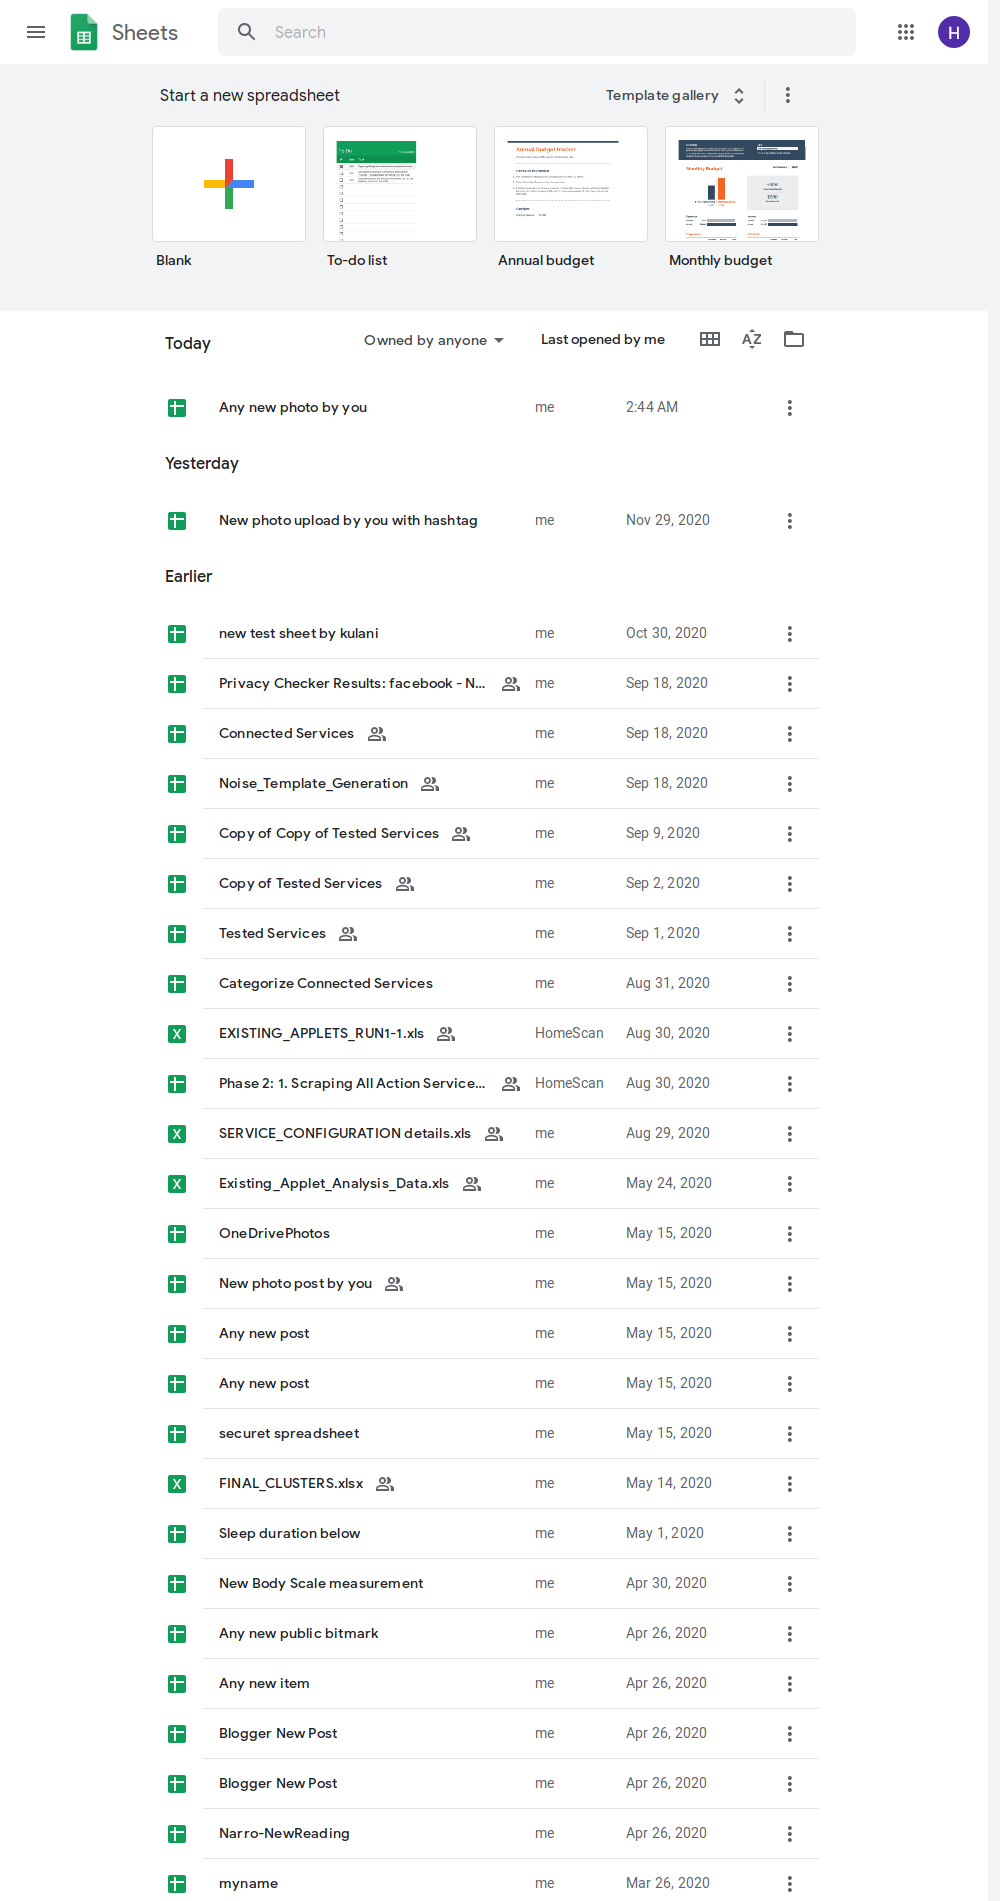 Sheets
Search
H
Start a new spreadsheet
Template gallery
To Do
Annual budget tracker
Monthly Budget
Blank
To-do list
Annual budget
Monthly budget
Today
Owned by anyone
Last opened by me
AZ
Any new photo by you me 2:44 AM
Yesterday
New photo upload by you with hashtag me Nov 29, 2020
Earlier
new test sheet by kulani me Oct 30, 2020
Privacy Checker Results: facebook - N... me Sep 18, 2020
Connected Services me Sep 18, 2020
Noise_Template_Generation me Sep 18, 2020
Copy of Copy of Tested Services me Sep 9, 2020
Copy of Tested Services me Sep 2, 2020
Tested Services me Sep 1, 2020
Categorize Connected Services me Aug 31, 2020
X EXISTING_APPLETS_RUN1-1.xls HomeScan Aug 30, 2020
Phase 2: 1. Scraping All Action Service... HomeScan Aug 30, 2020
X SERVICE_CONFIGURATION details.xls me Aug 29, 2020
X Existing_Applet_Analysis_Data.xls me May 24, 2020
OneDrivePhotos me May 15, 2020
New photo post by you me May 15, 2020
Any new post me May 15, 2020
Any new post me May 15, 2020
securet spreadsheet me May 15, 2020
X FINAL_CLUSTERS.xlsx me May 14, 2020
Sleep duration below me May 1, 2020
New Body Scale measurement me Apr 30, 2020
Any new public bitmark me Apr 26, 2020
Any new item me Apr 26, 2020
Blogger New Post me Apr 26, 2020
Blogger New Post me Apr 26, 2020
Narro-NewReading me Apr 26, 2020
myname me Mar 26, 2020